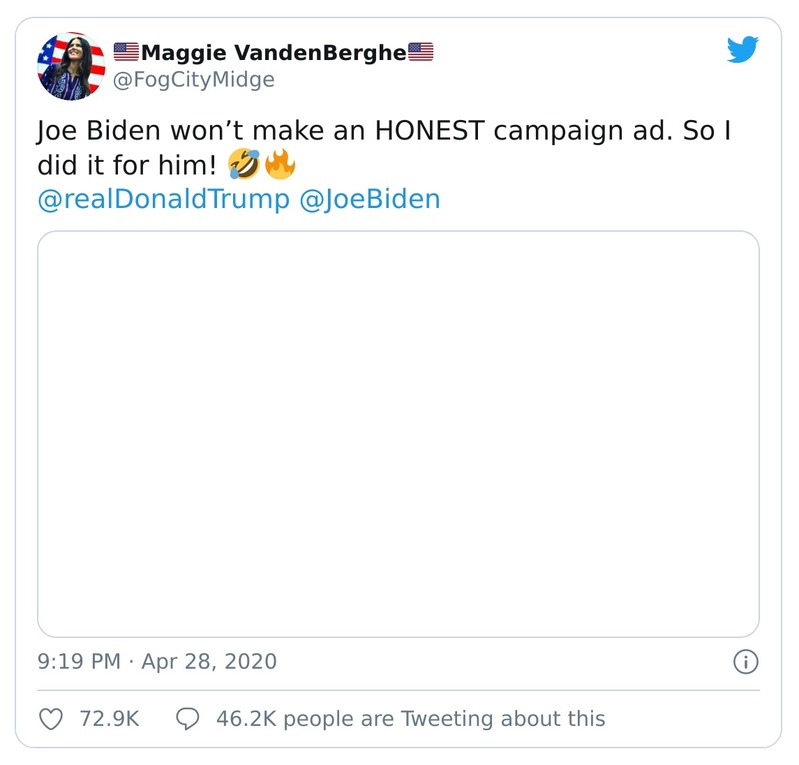 🇺🇸Maggie VandenBerghe🇺🇸
@FogCityMidge
Joe Biden won’t make an HONEST campaign ad. So I
did it for him! 🤣🔥
@realDonaldTrump @JoeBiden
9:19 PM · Apr 28, 2020
72.9K 46.2K people are Tweeting about this